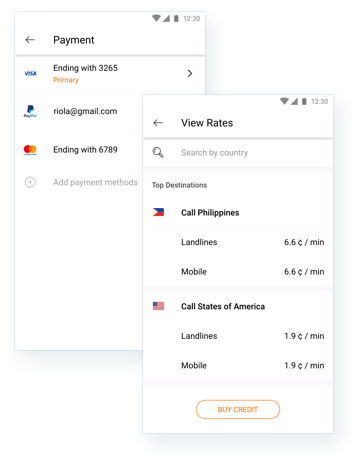 12:30
Payment
VISA
Ending with 3265
Primary
PayPal
riola@gmail.com
Ending with 6789
Add payment methods
12:30
View Rates
Search by country
Top Destinations
Call Philippines
Landlines 6.6 ¢ / min
Mobile 6.6 ¢ / min
Call States of America
Landlines 1.9 ¢ / min
Mobile 1.9 ¢ / min
BUY CREDIT